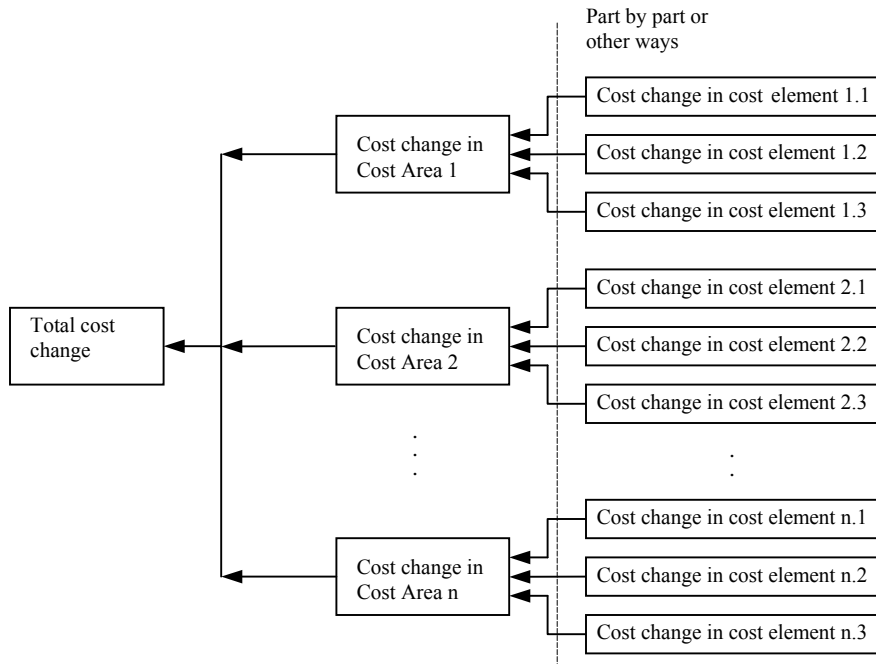 Part by part or
other ways
Cost change in cost element 1.1
Cost change in
Cost Area 1
Cost change in cost element 1.2
Cost change in cost element 1.3
Cost change in cost element 2.1
Total cost
change
Cost change in
Cost Area 2
Cost change in cost element 2.2
Cost change in cost element 2.3
Cost change in cost element n.1
Cost change in
Cost Area n
Cost change in cost element n.2
Cost change in cost element n.3